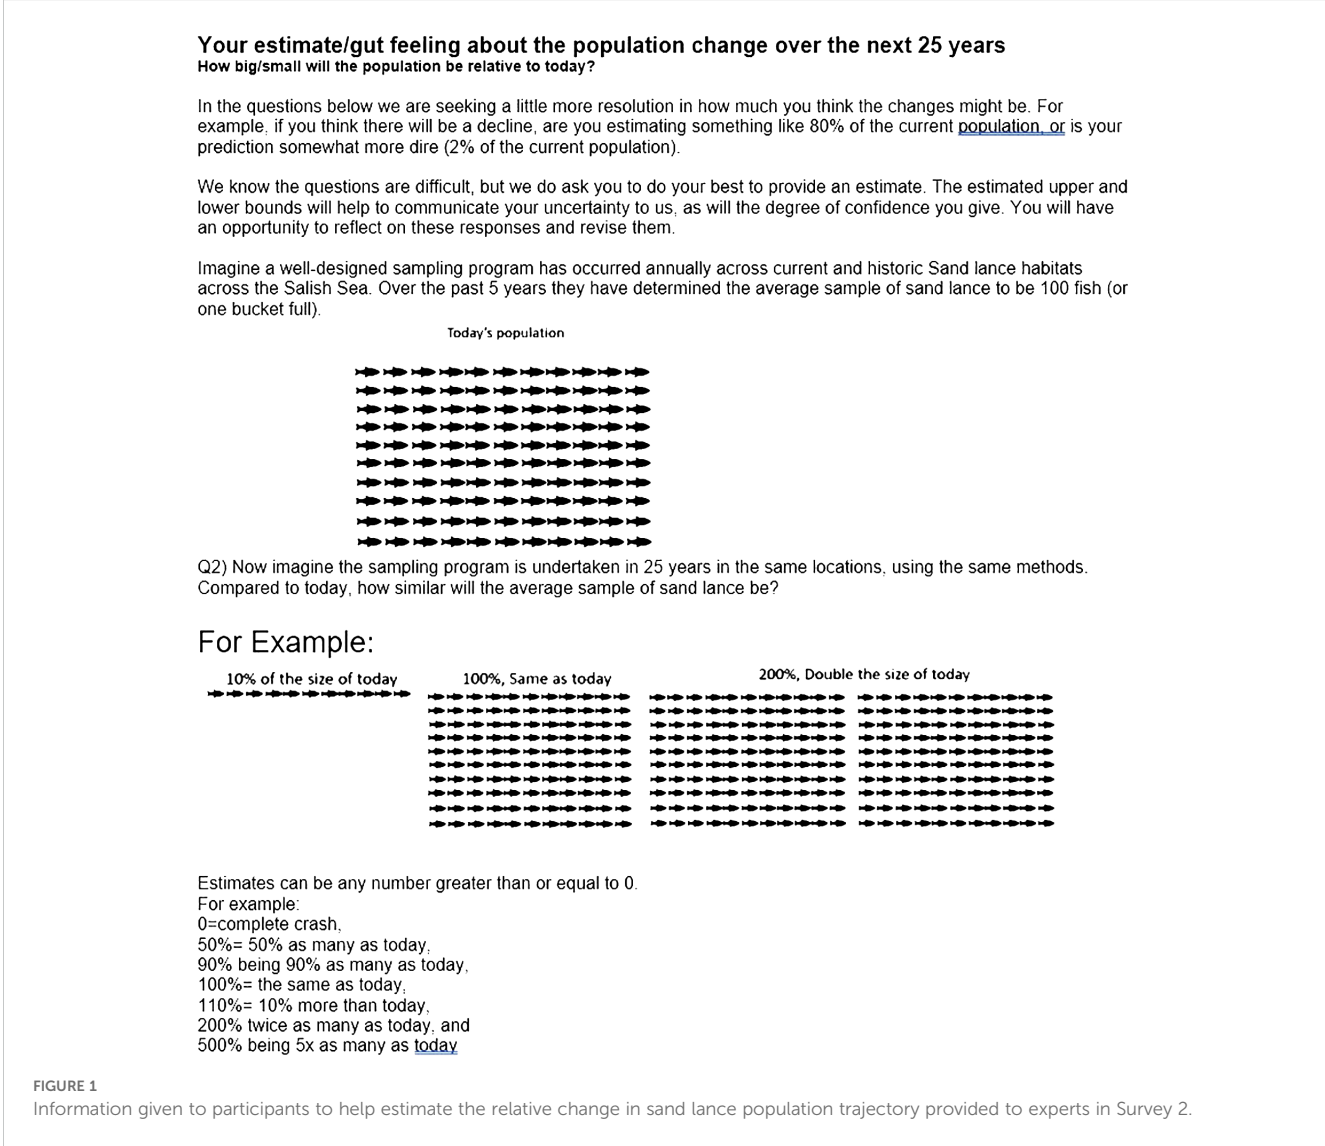 Your estimate/gut feeling about the population change over the next 25 years
How big/small will the population be relative to today?
In the questions below we are seeking a little more resolution in how much you think the changes might be. For
example, if you think there will be a decline, are you estimating something like 80% of the current population, or is your
prediction somewhat more dire (2% of the current population).
We know the questions are difficult, but we do ask you to do your best to provide an estimate. The estimated upper and
lower bounds will help to communicate your uncertainty to us, as will the degree of confidence you give. You will have
an opportunity to reflect on these responses and revise them.
Imagine a well-designed sampling program has occurred annually across current and historic Sand lance habitats
across the Salish Sea. Over the past 5 years they have determined the average sample of sand lance to be 100 fish (or
one bucket full).
Today's population
Q2) Now imagine the sampling program is undertaken in 25 years in the same locations, using the same methods.
Compared to today, how similar will the average sample of sand lance be?
For Example:
10% of the size of today
100%, Same as today
200%, Double the size of today
Estimates can be any number greater than or equal to 0.
For example:
0=complete crash,
50%= 50% as many as today,
90% being 90% as many as today,
100%= the same as today,
110%= 10% more than today,
200% twice as many as today, and
500% being 5x as many as today
FIGURE 1
Information given to participants to help estimate the relative change in sand lance population trajectory provided to experts in Survey 2.